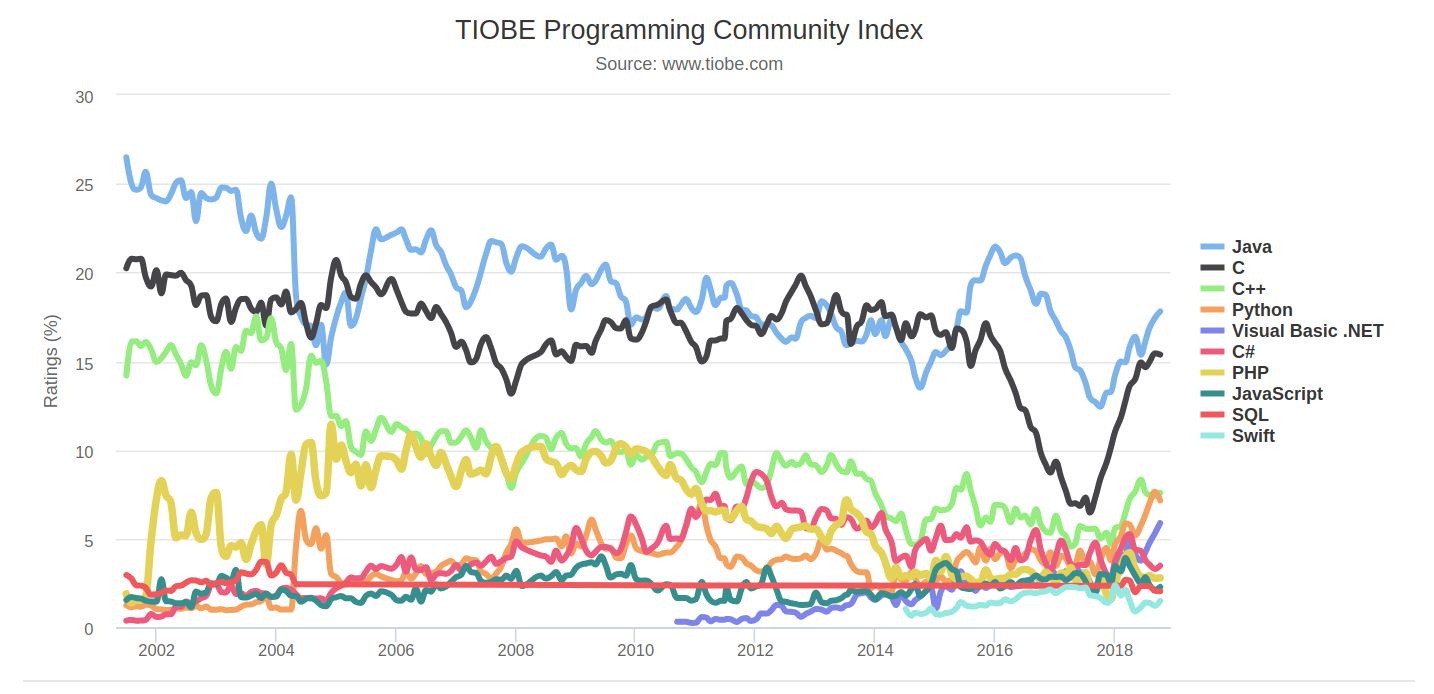 TIOBE Programming Community Index
Source: www.tiobe.com
Ratings (%)
30
25
20
15
10
5
0
2002 2004 2006 2008 2010 2012 2014 2016 2018
Java
C
C++
Python
Visual Basic .NET
C#
PHP
JavaScript
SQL
Swift